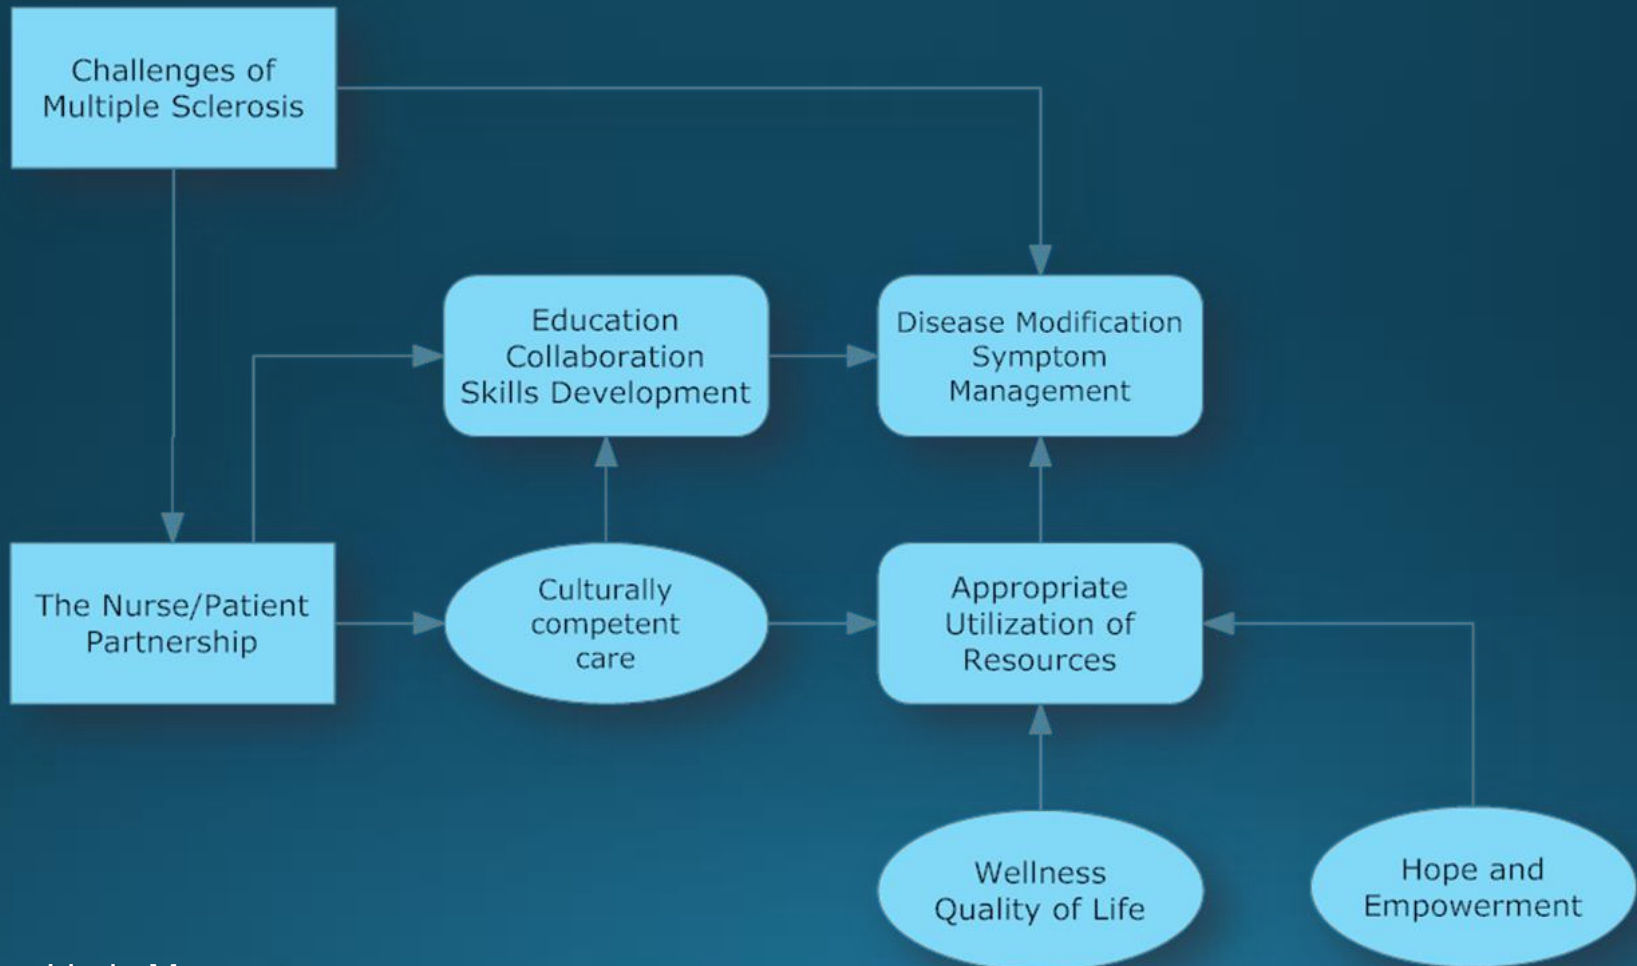 Challenges of
Multiple Sclerosis
Education
Collaboration
Skills Development
Disease Modification
Symptom
Management
The Nurse/Patient
Partnership
Culturally
competent
care
Appropriate
Utilization of
Resources
Wellness
Quality of Life
Hope and
Empowerment